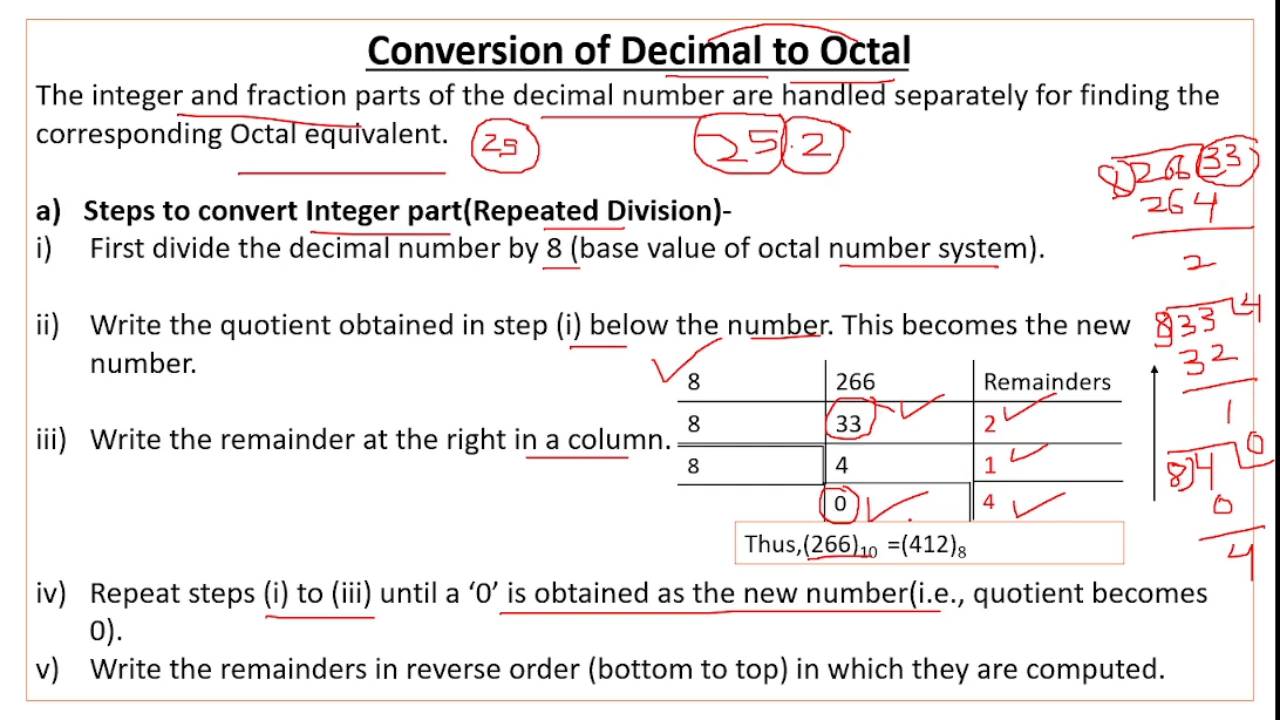 Conversion of Decimal to Octal
The integer and fraction parts of the decimal number are handled separately for finding the
corresponding Octal equivalent.
25
25.2
8)266(33
264
2
a) Steps to convert Integer part(Repeated Division)-
i) First divide the decimal number by 8 (base value of octal number system).
ii) Write the quotient obtained in step (i) below the number. This becomes the new
number.
8)33(4
32
1
8 266 Remainders
8 33 2
iii) Write the remainder at the right in a column.
8 4 1
0 4
8)4(0
0
4
Thus,(266)₁₀ =(412)₈
iv) Repeat steps (i) to (iii) until a ‘0’ is obtained as the new number(i.e., quotient becomes
0).
v) Write the remainders in reverse order (bottom to top) in which they are computed.